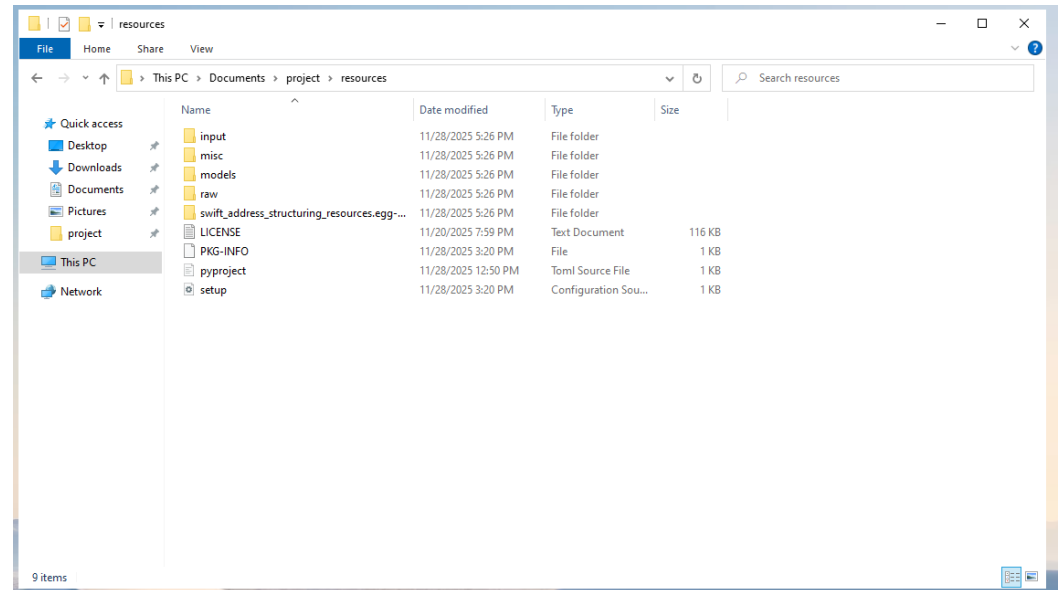 resources
File Home Share View
This PC > Documents > project > resources
Search resources
Name Date modified Type Size
Quick access
Desktop
Downloads
Documents
Pictures
project
This PC
Network
input 11/28/2025 5:26 PM File folder
misc 11/28/2025 5:26 PM File folder
models 11/28/2025 5:26 PM File folder
raw 11/28/2025 5:26 PM File folder
swift_address_structuring_resources.egg-... 11/28/2025 5:26 PM File folder
LICENSE 11/20/2025 7:59 PM Text Document 116 KB
PKG-INFO 11/28/2025 3:20 PM File 1 KB
pyproject 11/28/2025 12:50 PM Toml Source File 1 KB
setup 11/28/2025 3:20 PM Configuration Sou... 1 KB
9 items